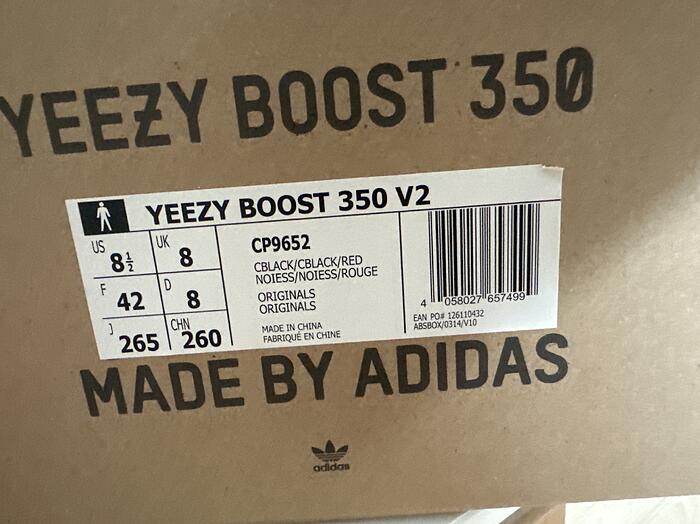 YEEZY BOOST 350
YEEZY BOOST 350 V2
US 8½
UK 8
F 42
D 8
J 265
CHN 260
CP9652
CBLACK/CBLACK/RED
NOIESS/NOIESS/ROUGE
ORIGINALS
ORIGINALS
MADE IN CHINA
FABRIQUÉ EN CHINE
4 058027 657499
EAN PO# 126110432
ABSBOX/0314/V10
MADE BY ADIDAS
adidas